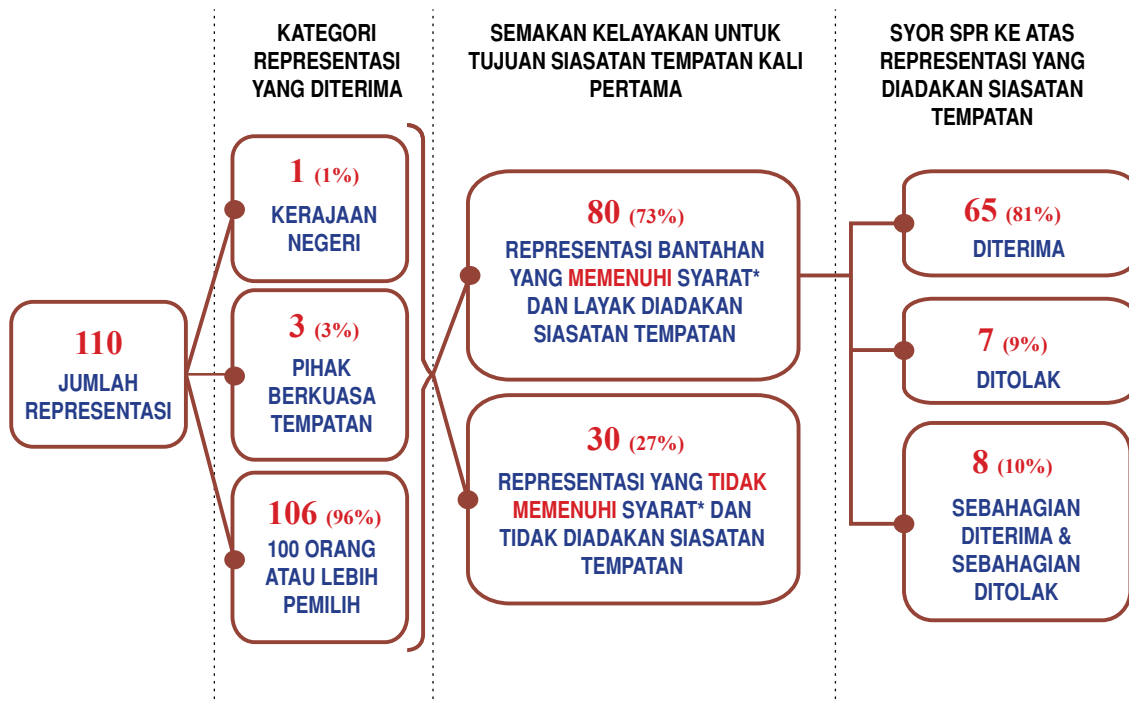 KATEGORI
REPRESENTASI
YANG DITERIMA
SEMAKAN KELAYAKAN UNTUK
TUJUAN SIASATAN TEMPATAN KALI
PERTAMA
SYOR SPR KE ATAS
REPRESENTASI YANG
DIADAKAN SIASATAN
TEMPATAN
110
JUMLAH
REPRESENTASI
1 (1%)
KERAJAAN
NEGERI
3 (3%)
PIHAK
BERKUASA
TEMPATAN
106 (96%)
100 ORANG
ATAU LEBIH
PEMILIH
80 (73%)
REPRESENTASI BANTAHAN
YANG MEMENUHI SYARAT*
DAN LAYAK DIADAKAN
SIASATAN TEMPATAN
30 (27%)
REPRESENTASI YANG TIDAK
MEMENUHI SYARAT* DAN
TIDAK DIADAKAN SIASATAN
TEMPATAN
65 (81%)
DITERIMA
7 (9%)
DITOLAK
8 (10%)
SEBAHAGIAN
DITERIMA &
SEBAHAGIAN
DITOLAK